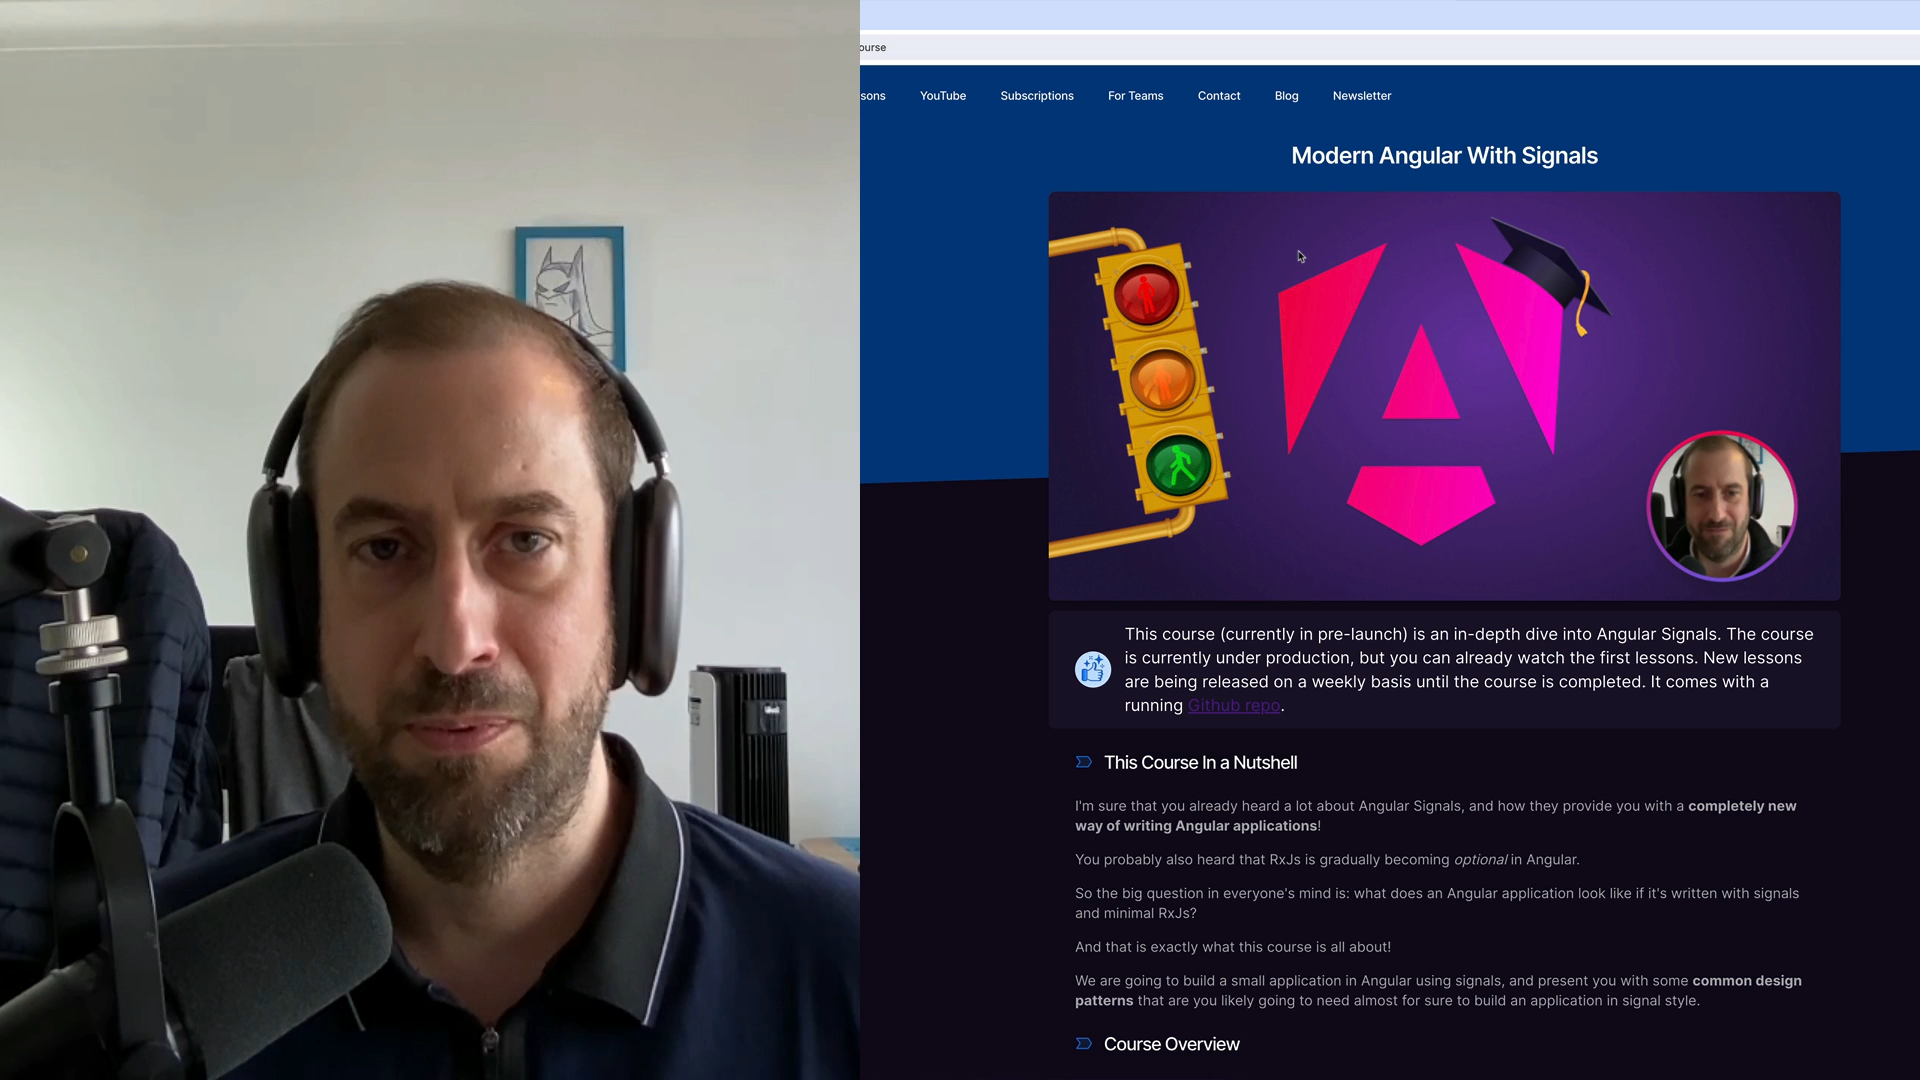 ourse
sons YouTube Subscriptions For Teams Contact Blog Newsletter
Modern Angular With Signals
This course (currently in pre-launch) is an in-depth dive into Angular Signals. The course
is currently under production, but you can already watch the first lessons. New lessons
are being released on a weekly basis until the course is completed. It comes with a
running Github repo.
This Course In a Nutshell
I'm sure that you already heard a lot about Angular Signals, and how they provide you with a completely new
way of writing Angular applications!
You probably also heard that RxJs is gradually becoming optional in Angular.
So the big question in everyone's mind is: what does an Angular application look like if it's written with signals
and minimal RxJs?
And that is exactly what this course is all about!
We are going to build a small application in Angular using signals, and present you with some common design
patterns that are you likely going to need almost for sure to build an application in signal style.
Course Overview